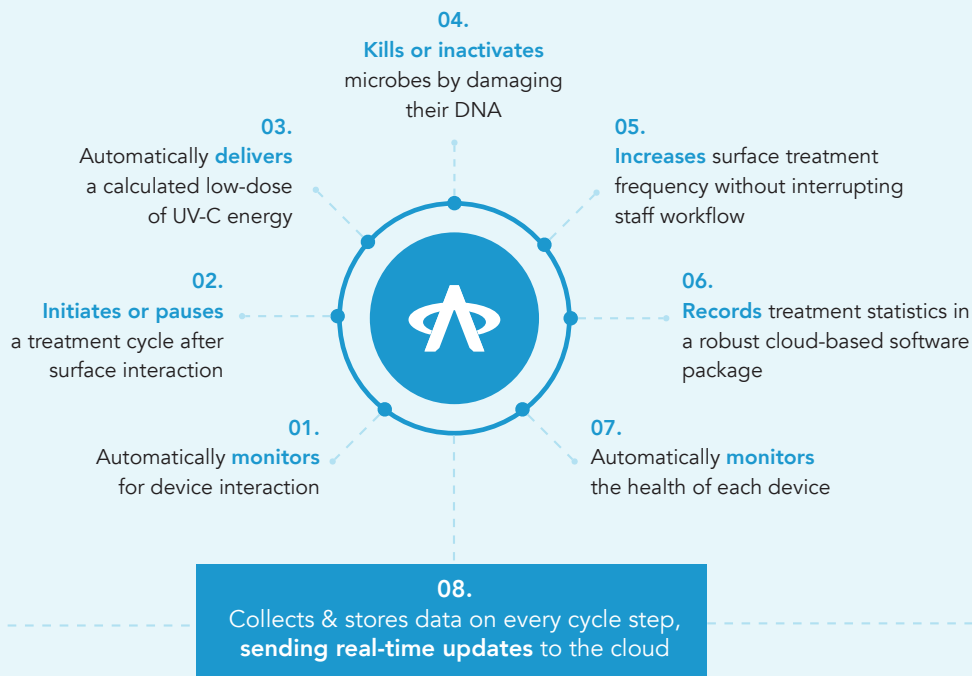 01.
Automatically monitors
for device interaction
02.
Initiates or pauses
a treatment cycle after
surface interaction
03.
Automatically delivers
a calculated low-dose
of UV-C energy
04.
Kills or inactivates
microbes by damaging
their DNA
05.
Increases surface treatment
frequency without interrupting
staff workflow
06.
Records treatment statistics in
a robust cloud-based software
package
07.
Automatically monitors
the health of each device
08.
Collects & stores data on every cycle step,
sending real-time updates to the cloud